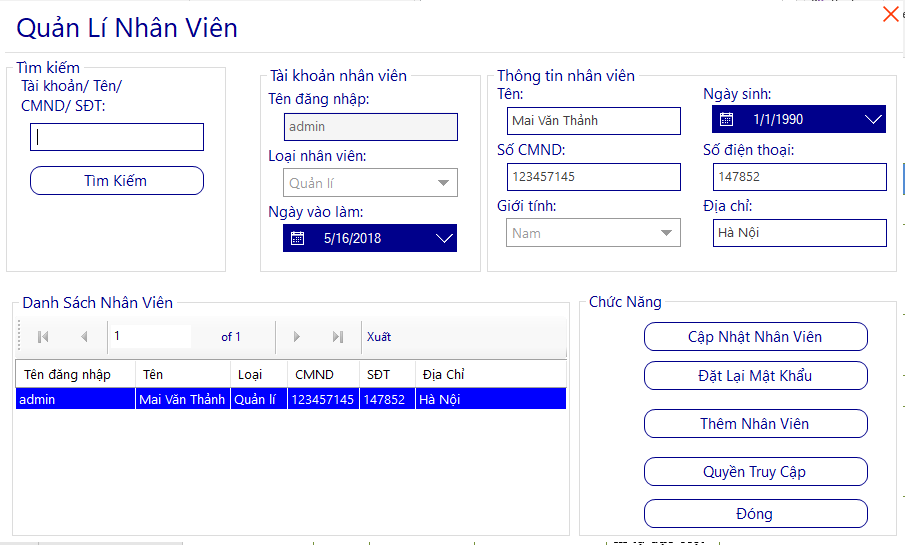 Quản Lí Nhân Viên
Tìm kiếm
Tài khoản/ Tên/
CMND/ SĐT:
Tìm Kiếm
Tài khoản nhân viên
Tên đăng nhập:
admin
Loại nhân viên:
Quản lí
Ngày vào làm:
5/16/2018
Thông tin nhân viên
Tên:
Mai Văn Thảnh
Số CMND:
123457145
Giới tính:
Nam
Ngày sinh:
1/1/1990
Số điện thoại:
147852
Địa chỉ:
Hà Nội
Danh Sách Nhân Viên
1 of 1 Xuất
Tên đăng nhập Tên Loại CMND SĐT Địa Chỉ
admin Mai Văn Thảnh Quản lí 123457145 147852 Hà Nội
Chức Năng
Cập Nhật Nhân Viên
Đặt Lại Mật Khẩu
Thêm Nhân Viên
Quyền Truy Cập
Đóng